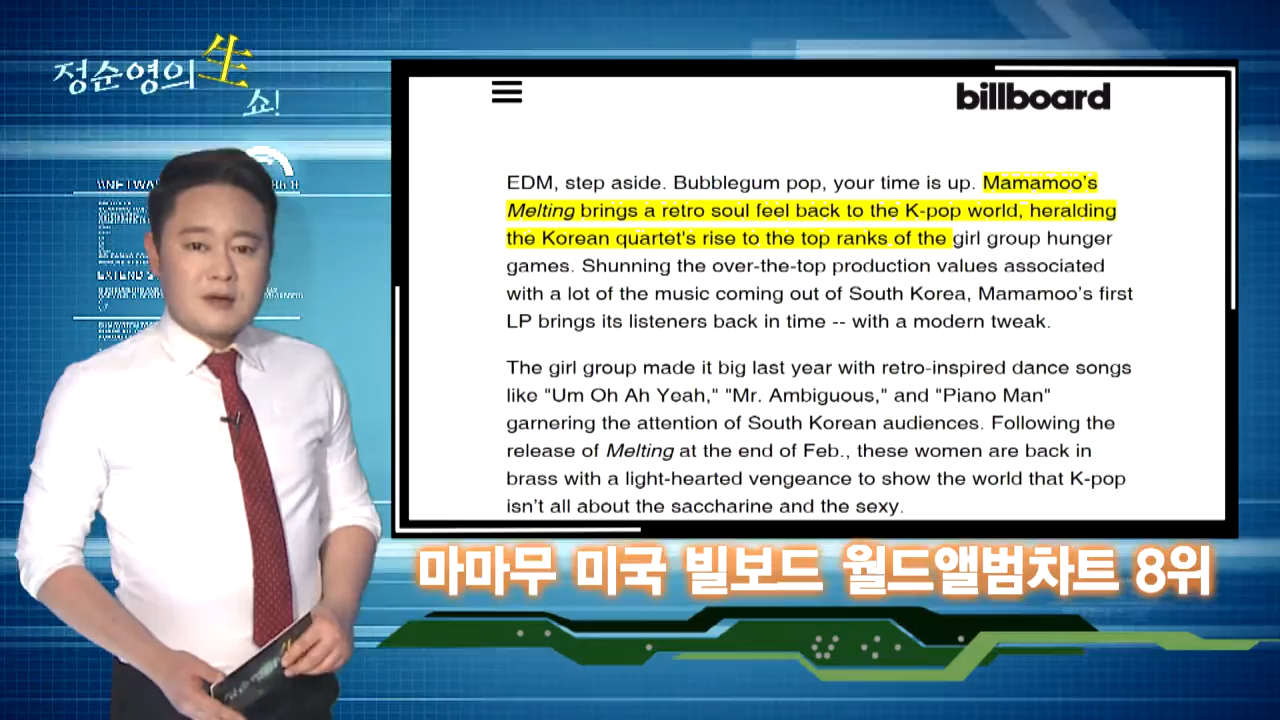 정순영의 生
쇼!
billboard
EDM, step aside. Bubblegum pop, your time is up. Mamamoo's
Melting brings a retro soul feel back to the K-pop world, heralding
the Korean quartet's rise to the top ranks of the girl group hunger
games. Shunning the over-the-top production values associated
with a lot of the music coming out of South Korea, Mamamoo's first
LP brings its listeners back in time -- with a modern tweak.
The girl group made it big last year with retro-inspired dance songs
like "Um Oh Ah Yeah," "Mr. Ambiguous," and "Piano Man"
garnering the attention of South Korean audiences. Following the
release of Melting at the end of Feb., these women are back in
brass with a light-hearted vengeance to show the world that K-pop
isn't all about the saccharine and the sexy.
마마무 미국 빌보드 월드앨범차트 8위